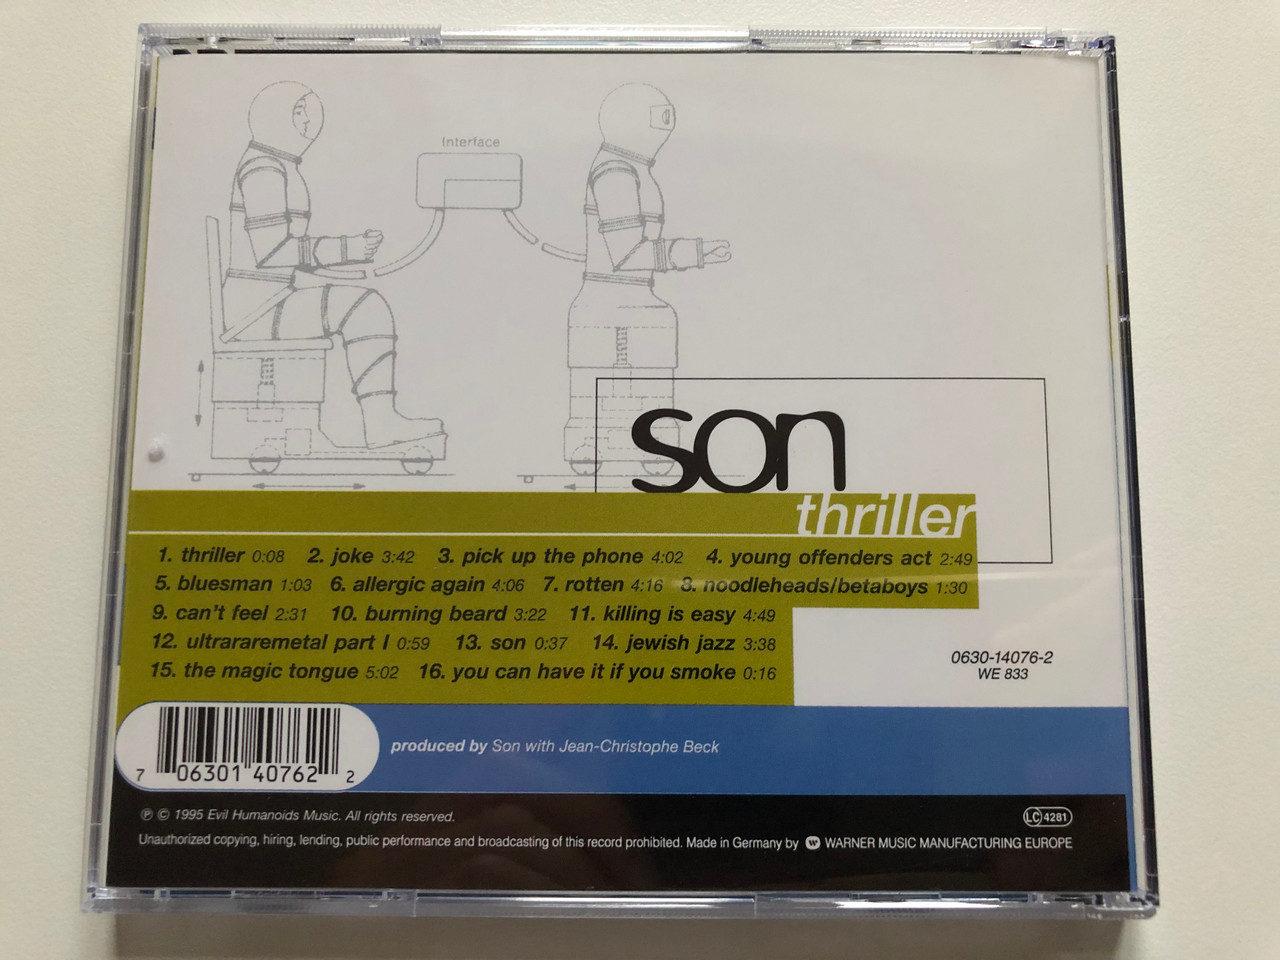 Interface
son
thriller
1. thriller 0:08 2. joke 3:42 3. pick up the phone 4:02 4. young offenders act 2:49
5. bluesman 1:03 6. allergic again 4:06 7. rotten 4:16 8. noodleheads/betaboys 1:30
9. can't feel 2:31 10. burning beard 3:22 11. killing is easy 4:49
12. ultrararemetal part I 0:59 13. son 0:37 14. jewish jazz 3:38
15. the magic tongue 5:02 16. you can have it if you smoke 0:16
0630-14076-2
WE 833
produced by Son with Jean-Christophe Beck
7 06301 40762 2
℗ © 1995 Evil Humanoids Music. All rights reserved.
LC 4281
Unauthorized copying, hiring, lending, public performance and broadcasting of this record prohibited. Made in Germany by WARNER MUSIC MANUFACTURING EUROPE